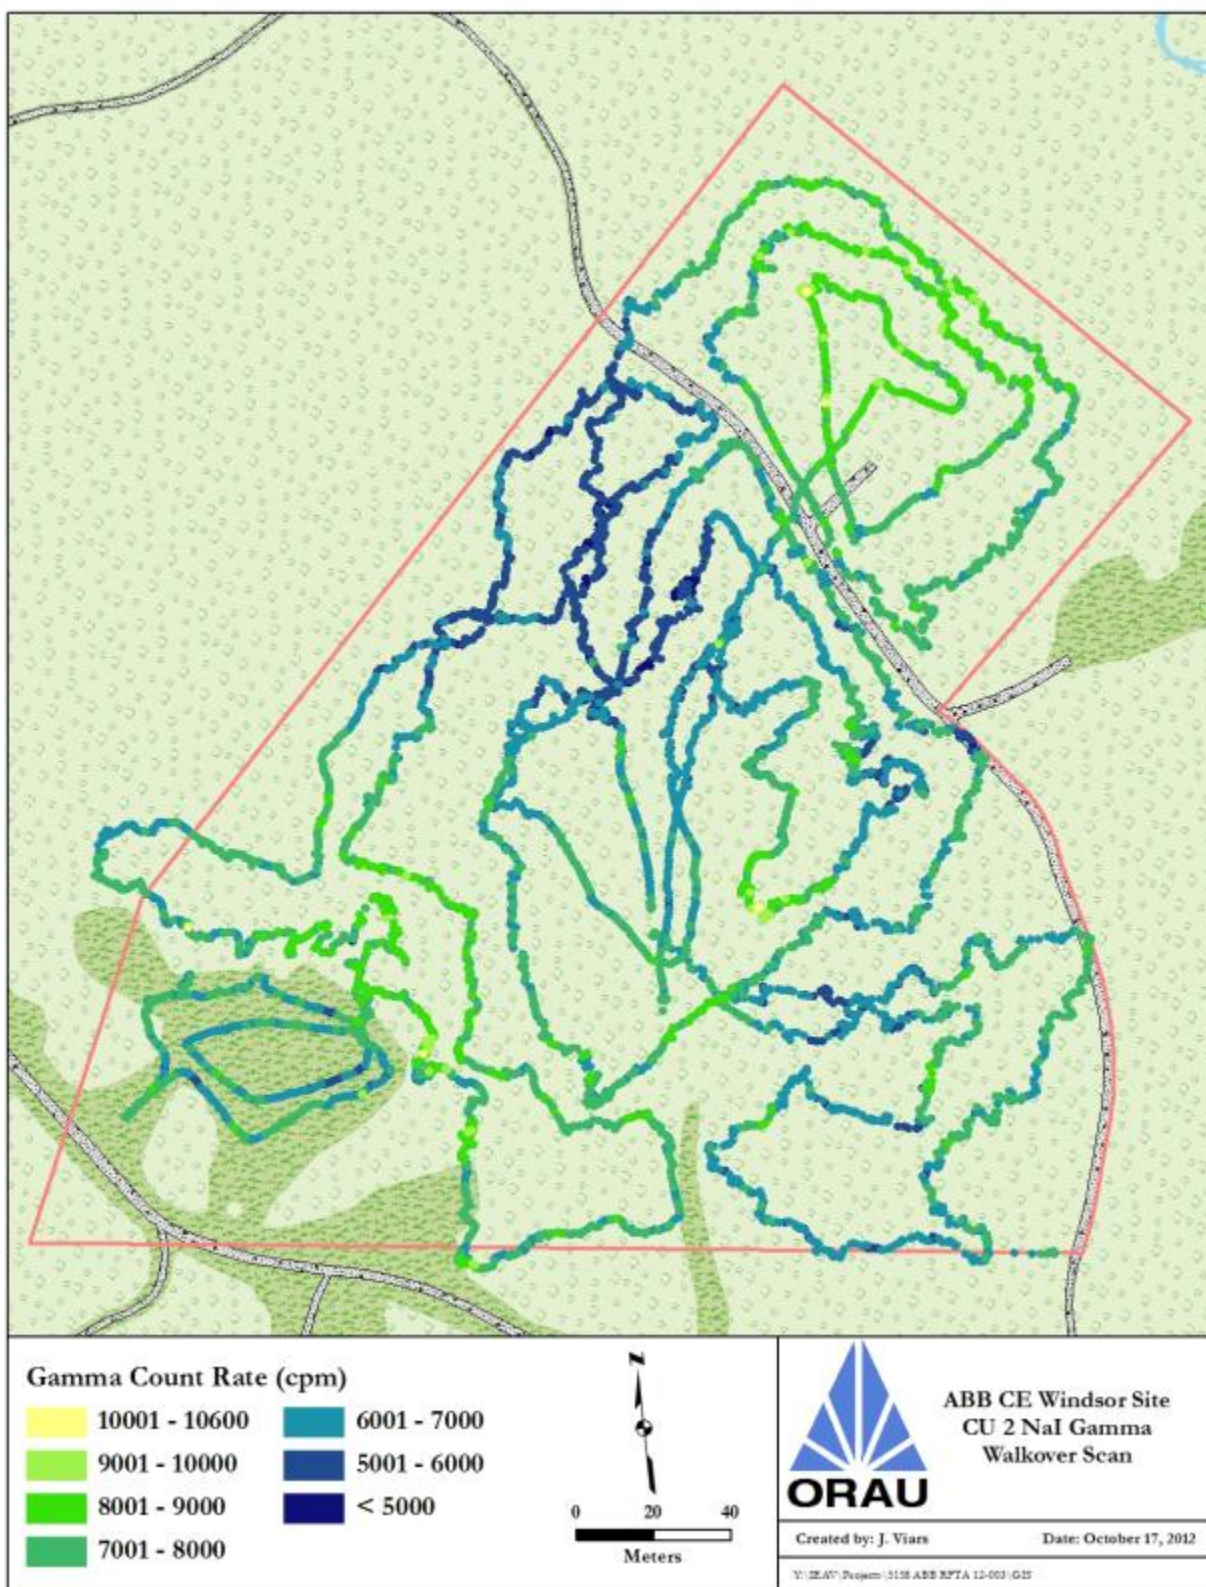 Gamma Count Rate (cpm)
10001 - 10600
9001 - 10000
8001 - 9000
7001 - 8000
6001 - 7000
5001 - 6000
< 5000
N
0 20 40
Meters
ORAU
ABB CE Windsor Site
CU 2 NaI Gamma
Walkover Scan
Created by: J. Viars Date: October 17, 2012